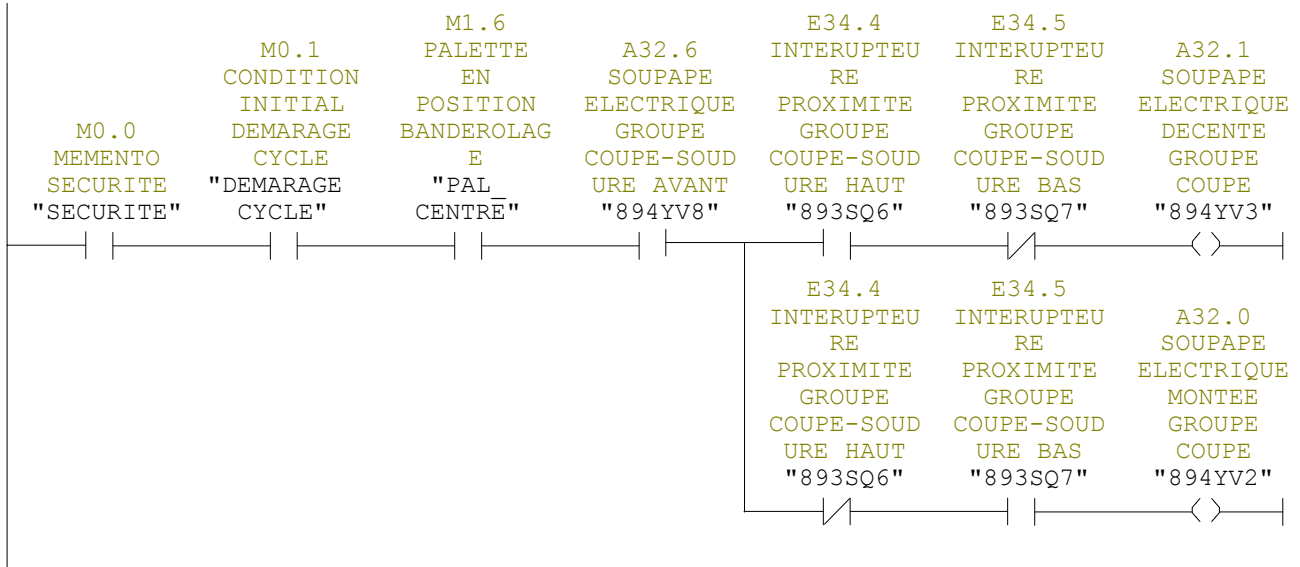 M0.0
MEMENTO
SECURITE
"SECURITE"
M0.1
CONDITION
INITIAL
DEMARAGE
CYCLE
"DEMARAGE
CYCLE"
M1.6
PALETTE
EN
POSITION
BANDEROLAG
E
"PAL_
CENTRE"
A32.6
SOUPAPE
ELECTRIQUE
GROUPE
COUPE-SOUD
URE AVANT
"894YV8"
E34.4
INTERUPTEU
RE
PROXIMITE
GROUPE
COUPE-SOUD
URE HAUT
"893SQ6"
E34.5
INTERUPTEU
RE
PROXIMITE
GROUPE
COUPE-SOUD
URE BAS
"893SQ7"
A32.1
SOUPAPE
ELECTRIQUE
DECENTE
GROUPE
COUPE
"894YV3"
E34.4
INTERUPTEU
RE
PROXIMITE
GROUPE
COUPE-SOUD
URE HAUT
"893SQ6"
E34.5
INTERUPTEU
RE
PROXIMITE
GROUPE
COUPE-SOUD
URE BAS
"893SQ7"
A32.0
SOUPAPE
ELECTRIQUE
MONTEE
GROUPE
COUPE
"894YV2"